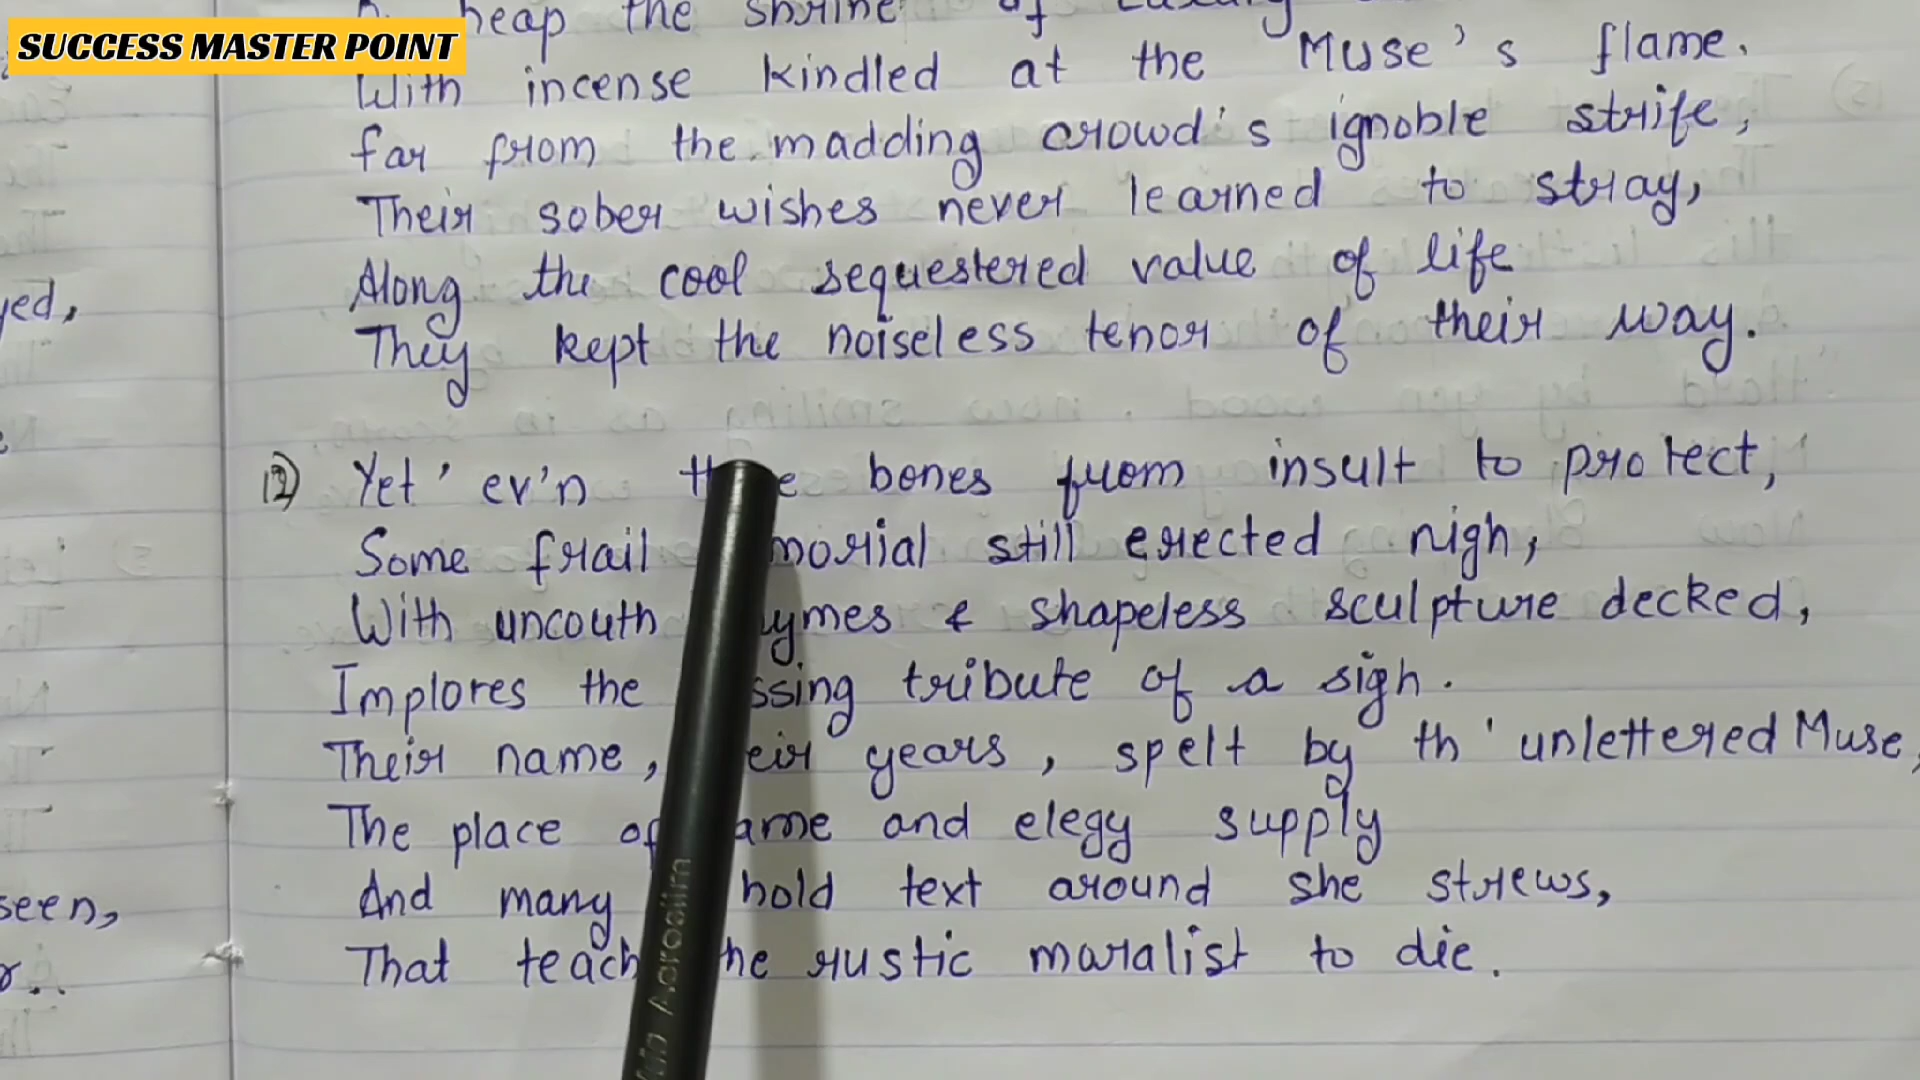 heap the shrine of Luxury
SUCCESS MASTER POINT
With incense kindled at the Muse's flame.
far from the madding crowd's ignoble strife,
Their sober wishes never learned to stray,
Along the cool sequestered value of life
They kept the noiseless tenor of their way.
yed,
12) Yet' ev'n bones from insult to protect,
Some frail morial still erected nigh,
With uncouth ymes & shapeless sculpture decked,
Implores the ssing tribute of a sigh.
Their name, eir years, spelt by th' unlettered Muse,
The place of ame and elegy supply
And many hold text around she strews,
seen,
That teach he rustic moralist to die.